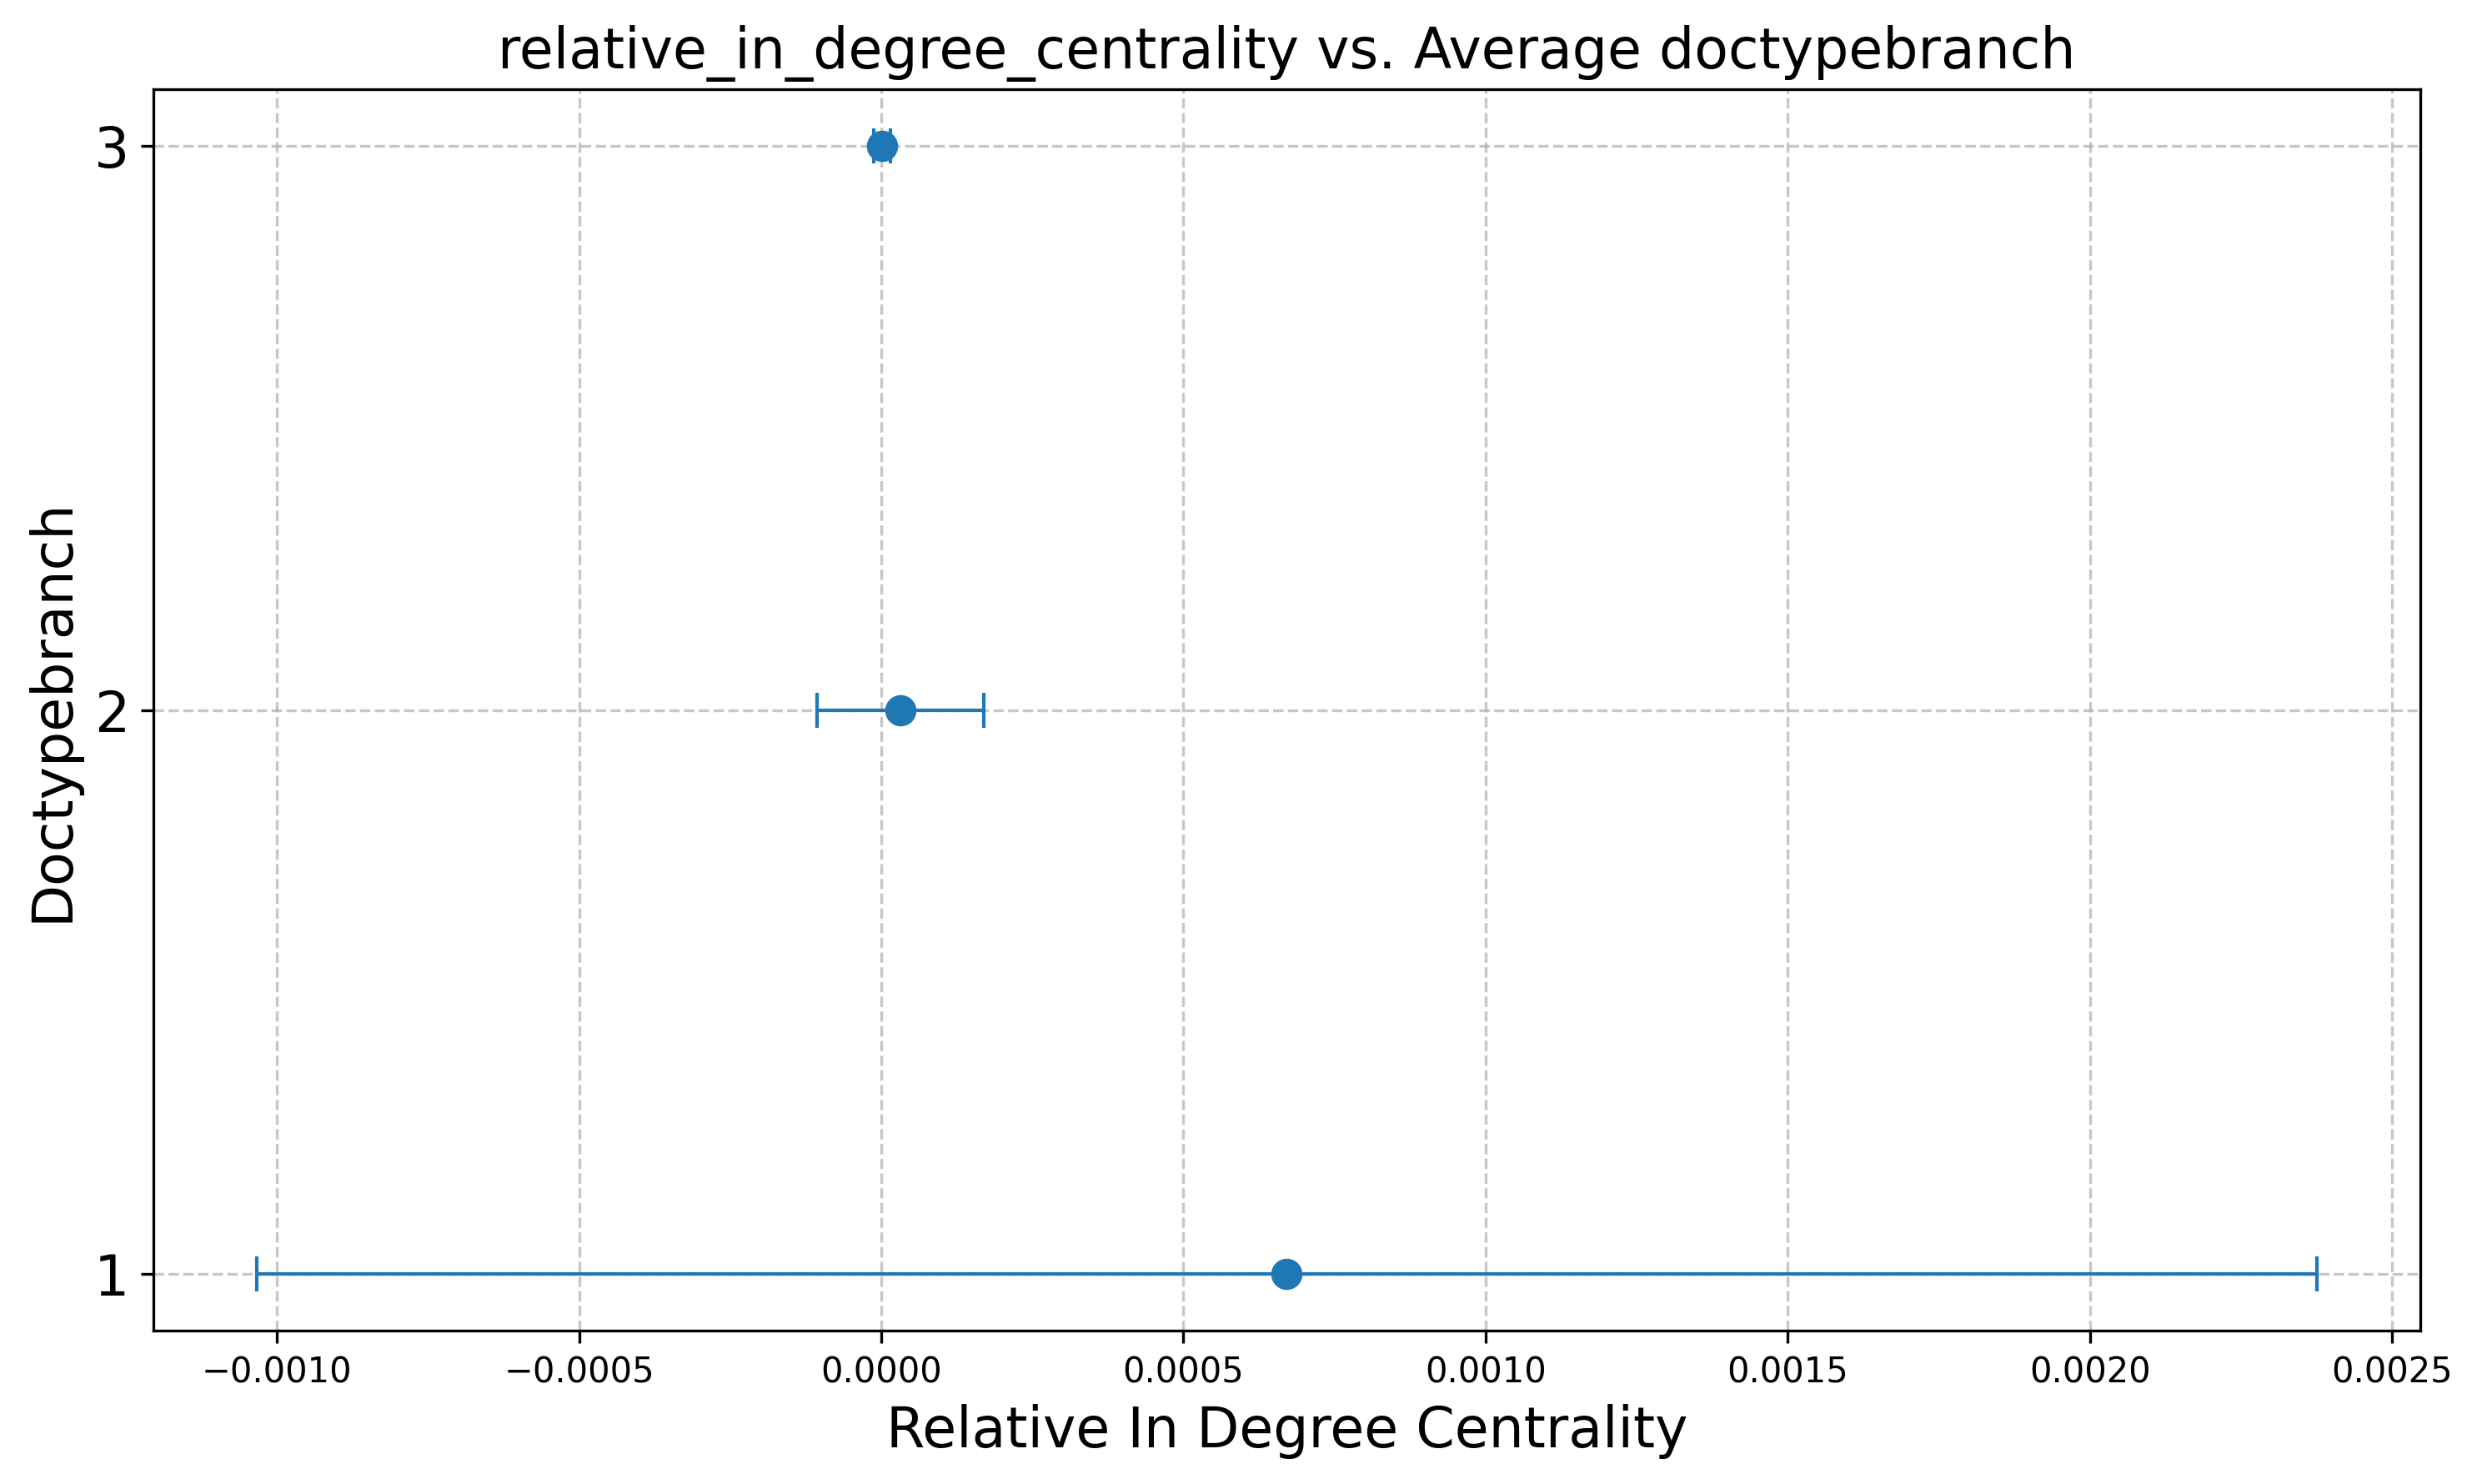 relative_in_degree_centrality vs. Average doctypebranch
Doctypebranch
3
2
1
−0.0010 −0.0005 0.0000 0.0005 0.0010 0.0015 0.0020 0.0025
Relative In Degree Centrality